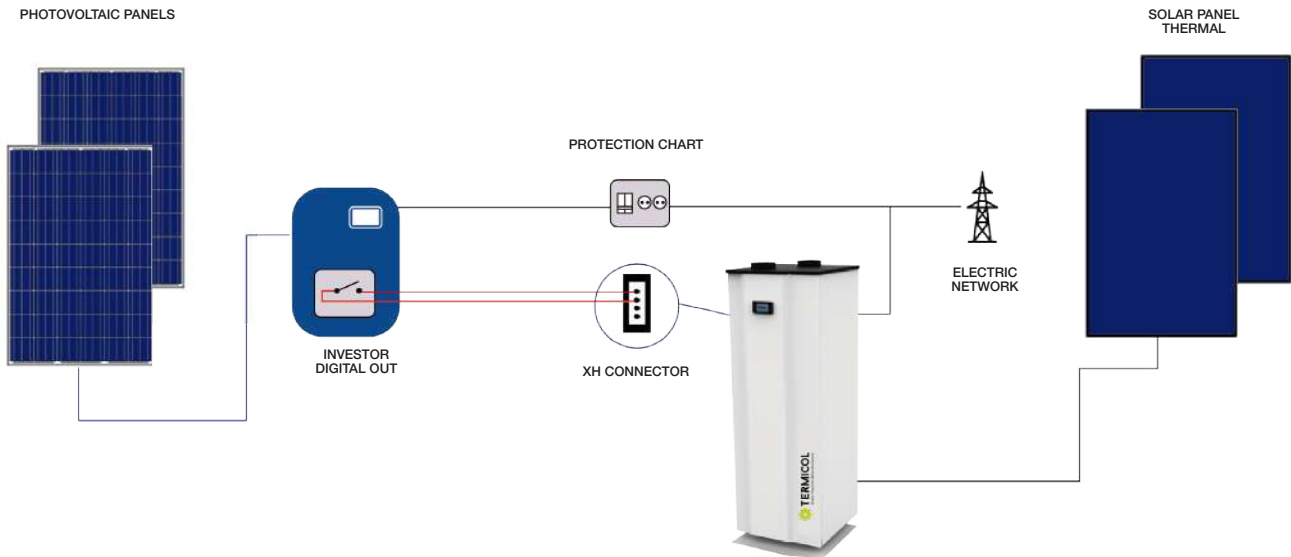 PHOTOVOLTAIC PANELS
SOLAR PANEL
THERMAL
PROTECTION CHART
ELECTRIC
NETWORK
INVESTOR
DIGITAL OUT
XH CONNECTOR
TERMICOL